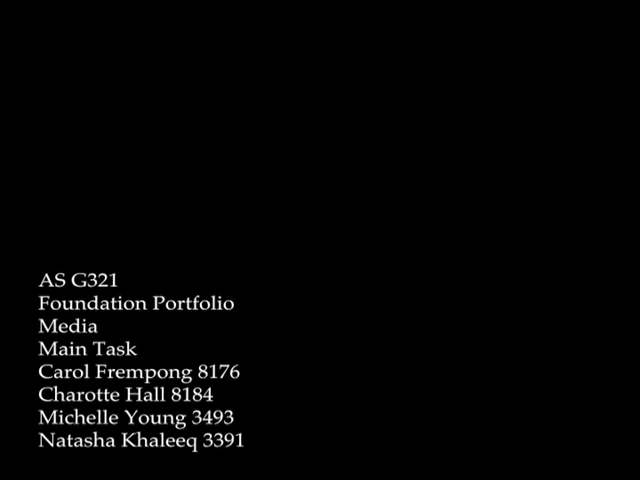 AS G321
Foundation Portfolio
Media
Main Task
Carol Frempong 8176
Charotte Hall 8184
Michelle Young 3493
Natasha Khaleeq 3391